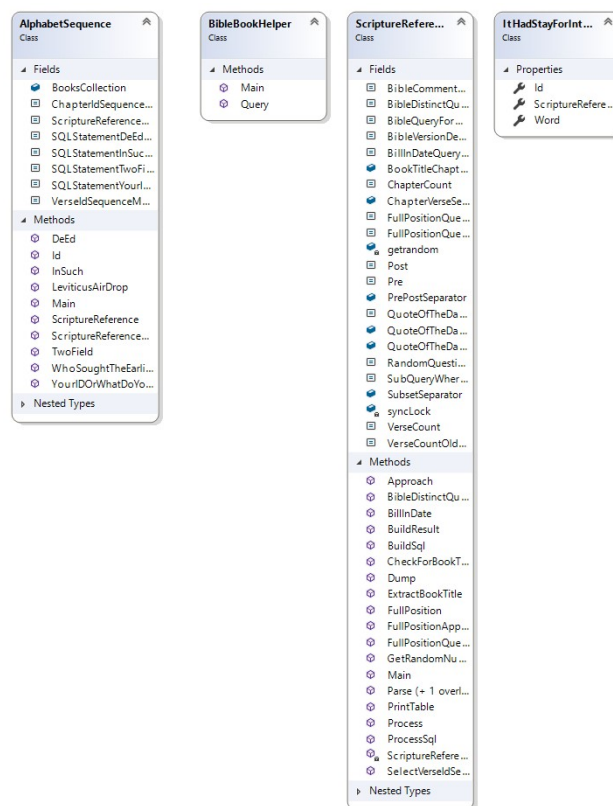 AlphabetSequence
Class
Fields
BooksCollection
ChapterIdSequence...
ScriptureReference...
SQLStatementDeEd...
SQLStatementInSuc...
SQLStatementTwoFi...
SQLStatementYourI...
VerseIdSequenceM...
Methods
DeEd
Id
InSuch
LeviticusAirDrop
Main
ScriptureReference
ScriptureReference...
TwoField
WhoSoughtTheEarli...
YourIDOrWhatDoYo...
Nested Types
BibleBookHelper
Class
Methods
Main
Query
ScriptureRefere...
Class
Fields
BibleComment...
BibleDistinctQu...
BibleQueryFor...
BibleVersionDe...
BillInDateQuery...
BookTitleChapt...
ChapterCount
ChapterVerseSe...
FullPositionQue...
FullPositionQue...
getrandom
Post
Pre
PrePostSeparator
QuoteOfTheDa...
QuoteOfTheDa...
QuoteOfTheDa...
RandomQuesti...
SubQueryWher...
SubsetSeparator
syncLock
VerseCount
VerseCountOld...
Methods
Approach
BibleDistinctQu...
BillInDate
BuildResult
BuildSql
CheckForBookT...
Dump
ExtractBookTitle
FullPosition
FullPositionApp...
FullPositionQue...
GetRandomNu...
Main
Parse (+ 1 overl...
PrintTable
Process
ProcessSql
ScriptureRefere...
SelectVerseIdSe...
Nested Types
ItHadStayForInt...
Class
Properties
Id
ScriptureRefere...
Word